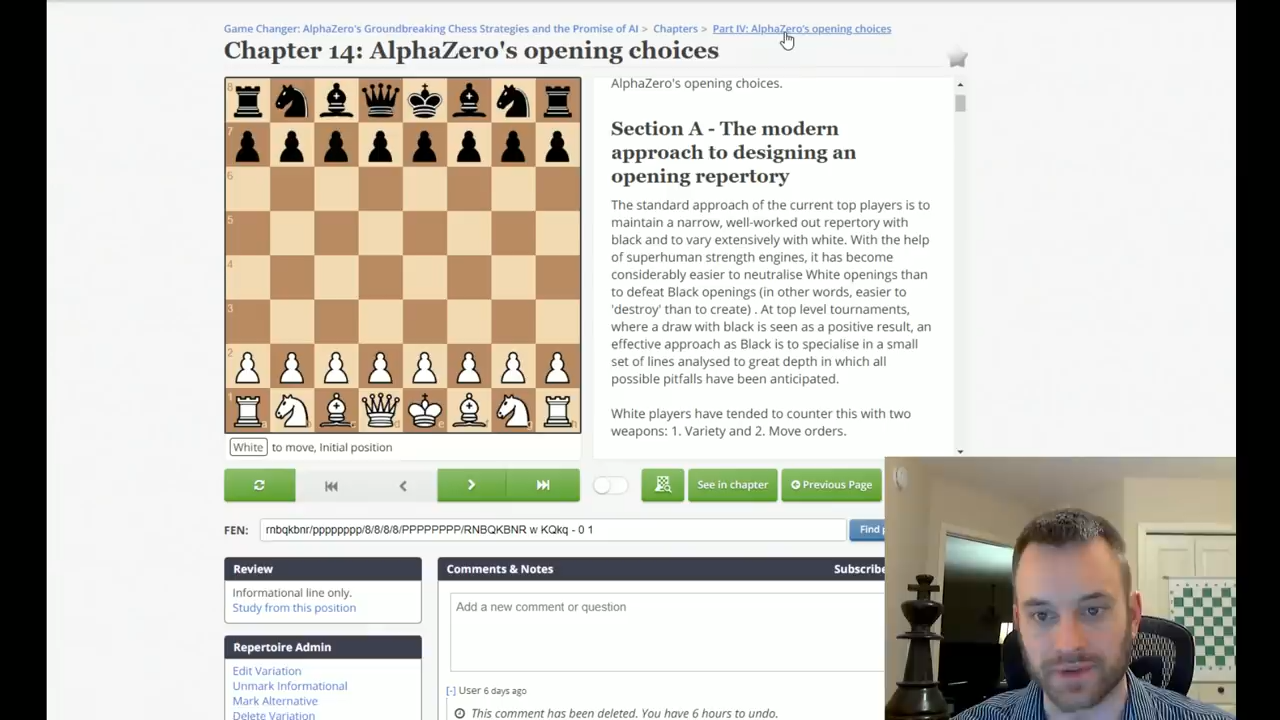 Game Changer: AlphaZero's Groundbreaking Chess Strategies and the Promise of AI > Chapters > Part IV: AlphaZero's opening choices
Chapter 14: AlphaZero's opening choices
8
7
6
5
4
3
2
1
White to move, Initial position
AlphaZero's opening choices.
Section A - The modern
approach to designing an
opening repertory
The standard approach of the current top players is to
maintain a narrow, well-worked out repertory with
black and to vary extensively with white. With the help
of superhuman strength engines, it has become
considerably easier to neutralise White openings than
to defeat Black openings (in other words, easier to
'destroy' than to create) . At top level tournaments,
where a draw with black is seen as a positive result, an
effective approach as Black is to specialise in a small
set of lines analysed to great depth in which all
possible pitfalls have been anticipated.
White players have tended to counter this with two
weapons: 1. Variety and 2. Move orders.
See in chapter
Previous Page
FEN: rnbqkbnr/pppppppp/8/8/8/8/PPPPPPPP/RNBQKBNR w KQkq - 0 1
Find
Review
Informational line only.
Study from this position
Repertoire Admin
Edit Variation
Unmark Informational
Mark Alternative
Delete Variation
Comments & Notes
Subscribe
Add a new comment or question
[-] User 6 days ago
This comment has been deleted. You have 6 hours to undo.